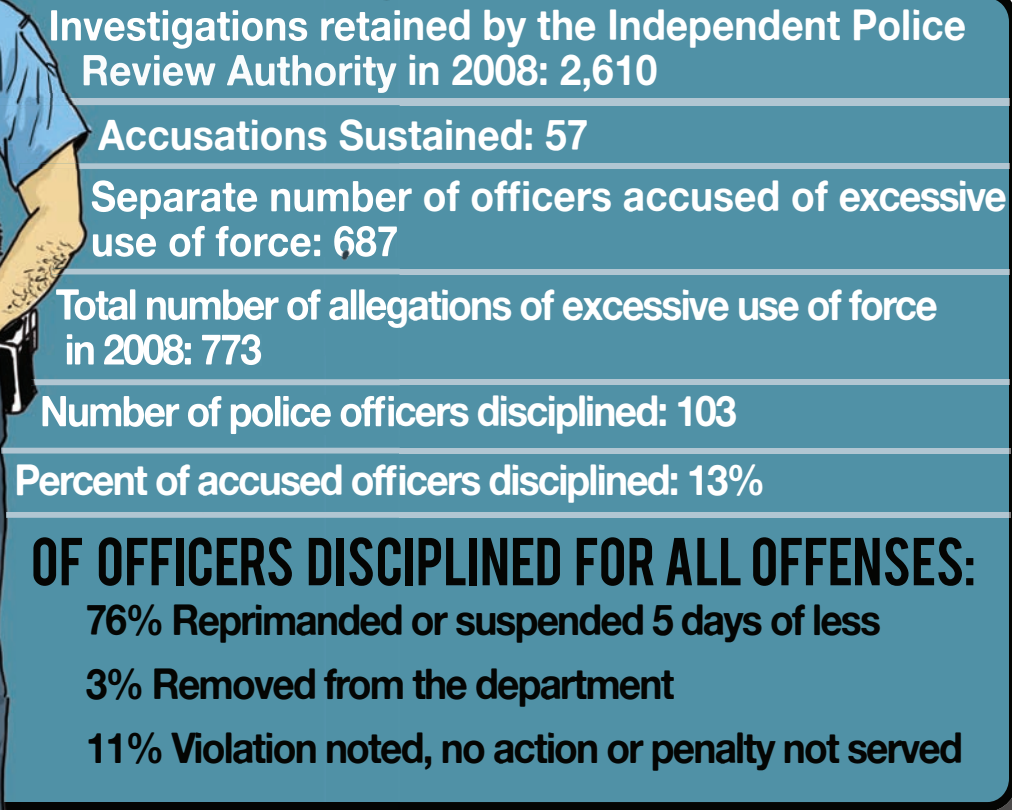 Investigations retained by the Independent Police
Review Authority in 2008: 2,610
Accusations Sustained: 57
Separate number of officers accused of excessive
use of force: 687
Total number of allegations of excessive use of force
in 2008: 773
Number of police officers disciplined: 103
Percent of accused officers disciplined: 13%
OF OFFICERS DISCIPLINED FOR ALL OFFENSES:
76% Reprimanded or suspended 5 days of less
3% Removed from the department
11% Violation noted, no action or penalty not served